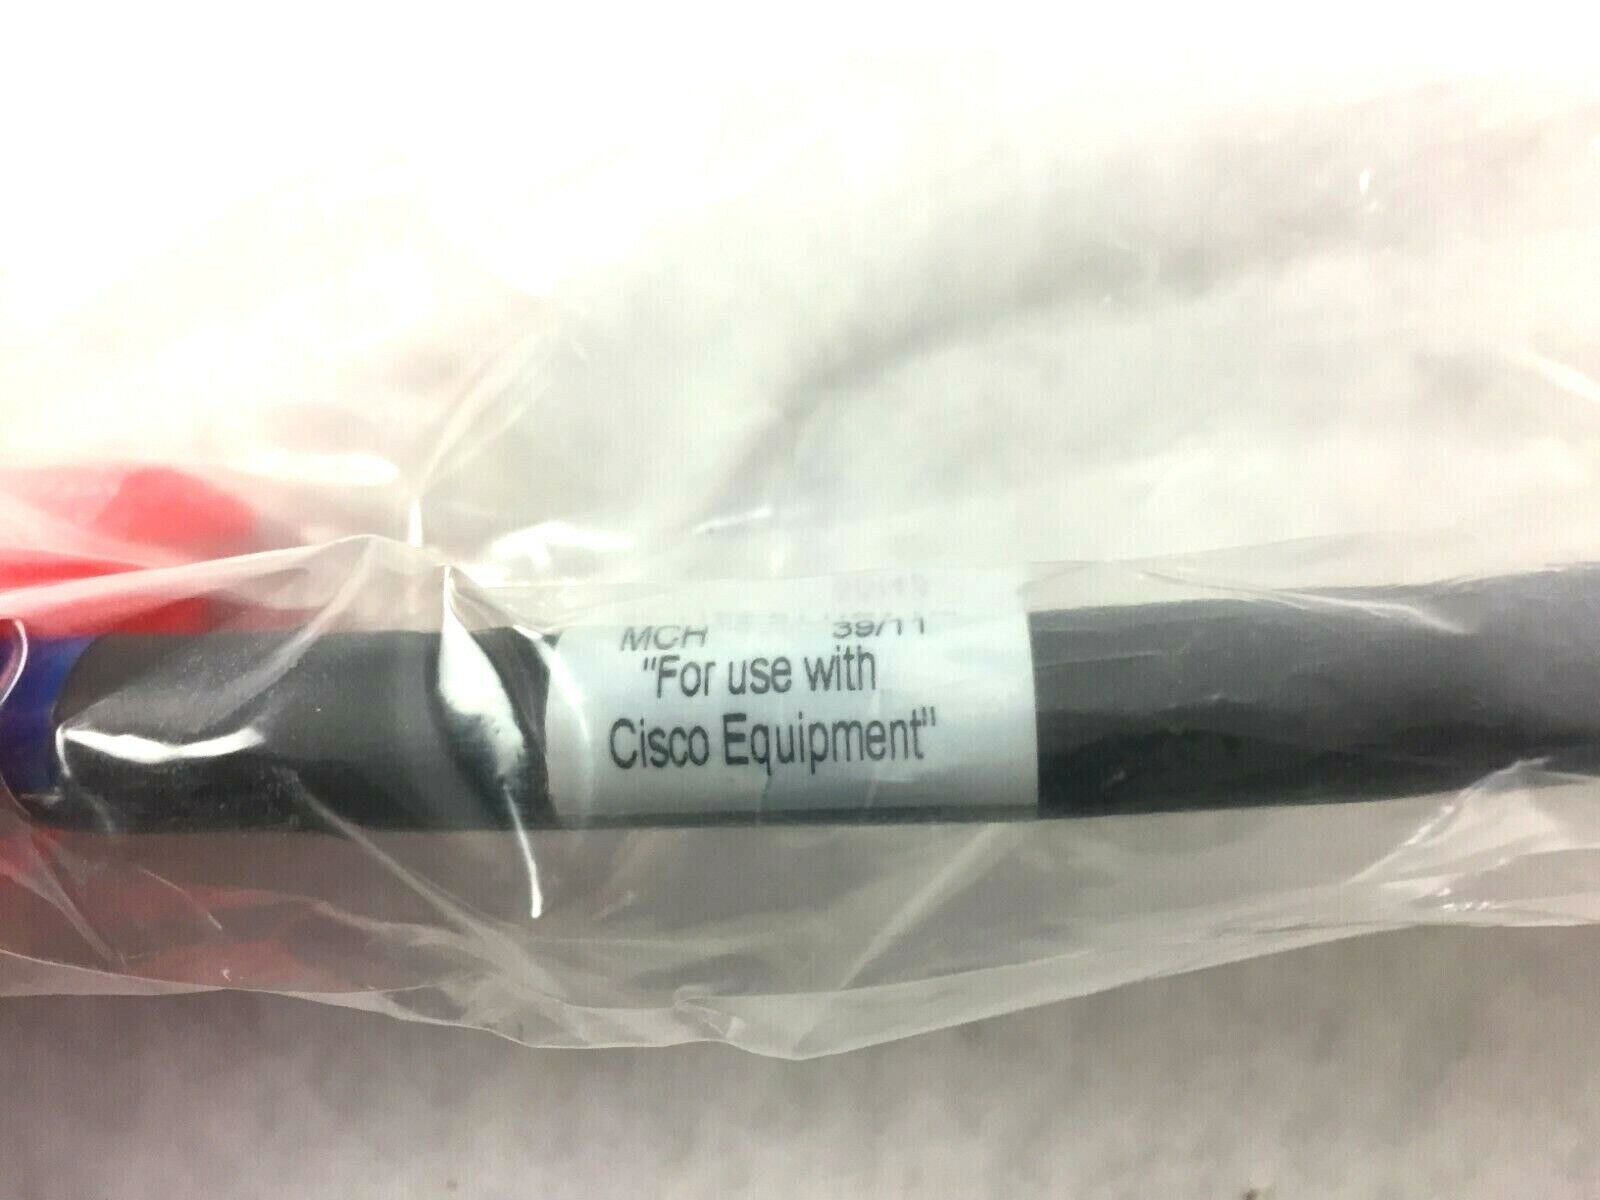 MCH 39/11
"For use with
Cisco Equipment"